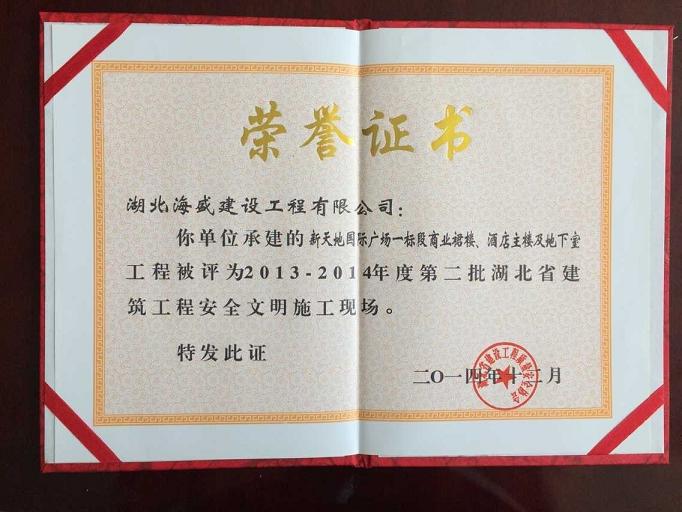 荣誉证书
湖北海盛建设工程有限公司：
你单位承建的新天地国际广场一标段商业裙楼、酒店主楼及地下室
工程被评为2013-2014年度第二批湖北省建
筑工程安全文明施工现场。
特发此证
二〇一四年十二月